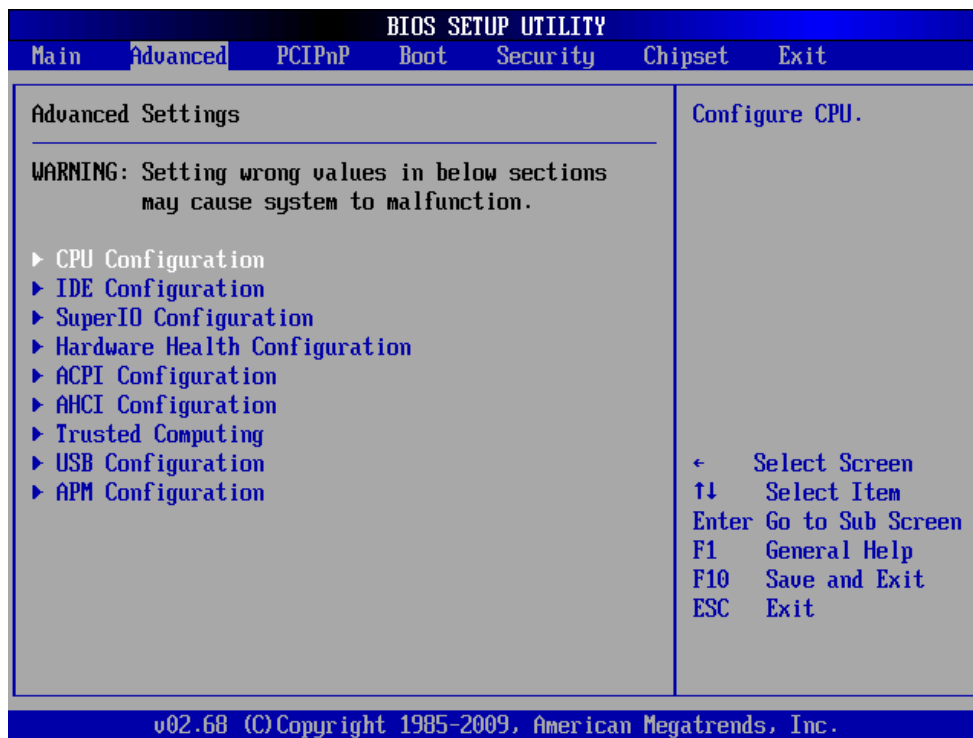 BIOS SETUP UTILITY
Main Advanced PCIPnP Boot Security Chipset Exit
Advanced Settings
WARNING: Setting wrong values in below sections
may cause system to malfunction.
▶ CPU Configuration
▶ IDE Configuration
▶ SuperIO Configuration
▶ Hardware Health Configuration
▶ ACPI Configuration
▶ AHCI Configuration
▶ Trusted Computing
▶ USB Configuration
▶ APM Configuration
Configure CPU.
← Select Screen
↑↓ Select Item
Enter Go to Sub Screen
F1 General Help
F10 Save and Exit
ESC Exit
v02.68 (C)Copyright 1985-2009, American Megatrends, Inc.